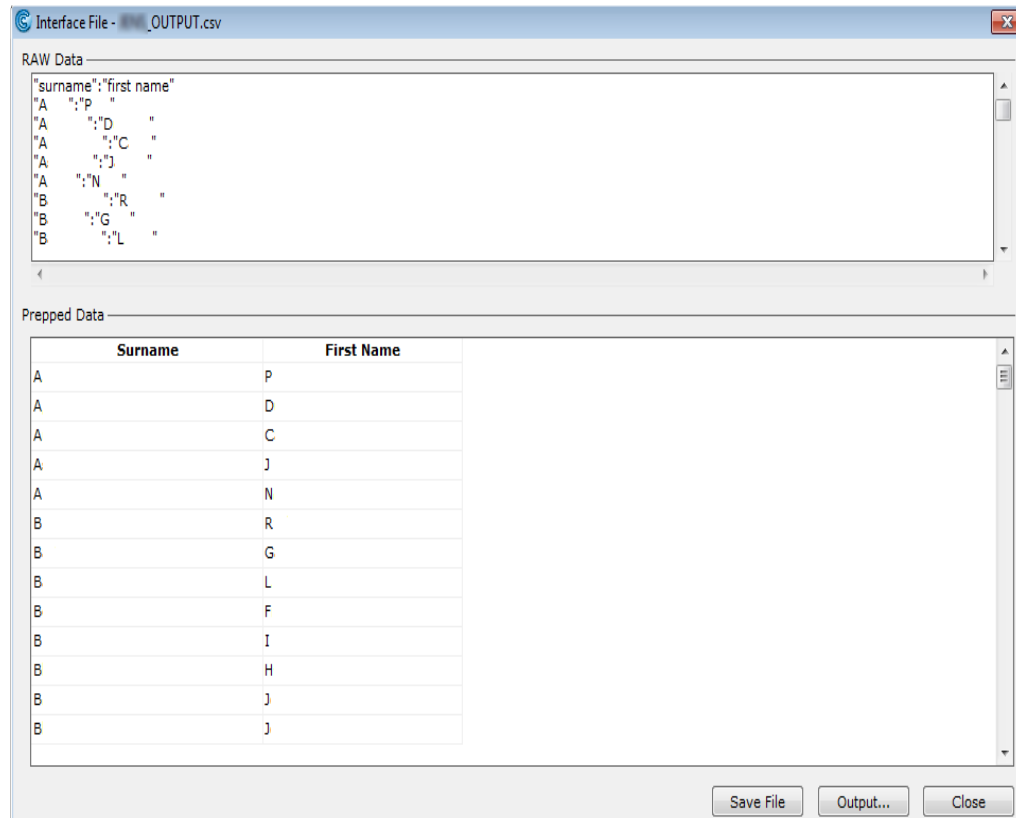 Interface File - _OUTPUT.csv
RAW Data
"surname":"first name"
"A ":"P "
"A ":"D "
"A ":"C "
"A ":"J "
"A ":"N "
"B ":"R "
"B ":"G "
"B ":"L "
Prepped Data
Surname First Name
A P
A D
A C
A J
A N
B R
B G
B L
B F
B I
B H
B J
B J
Save File Output... Close